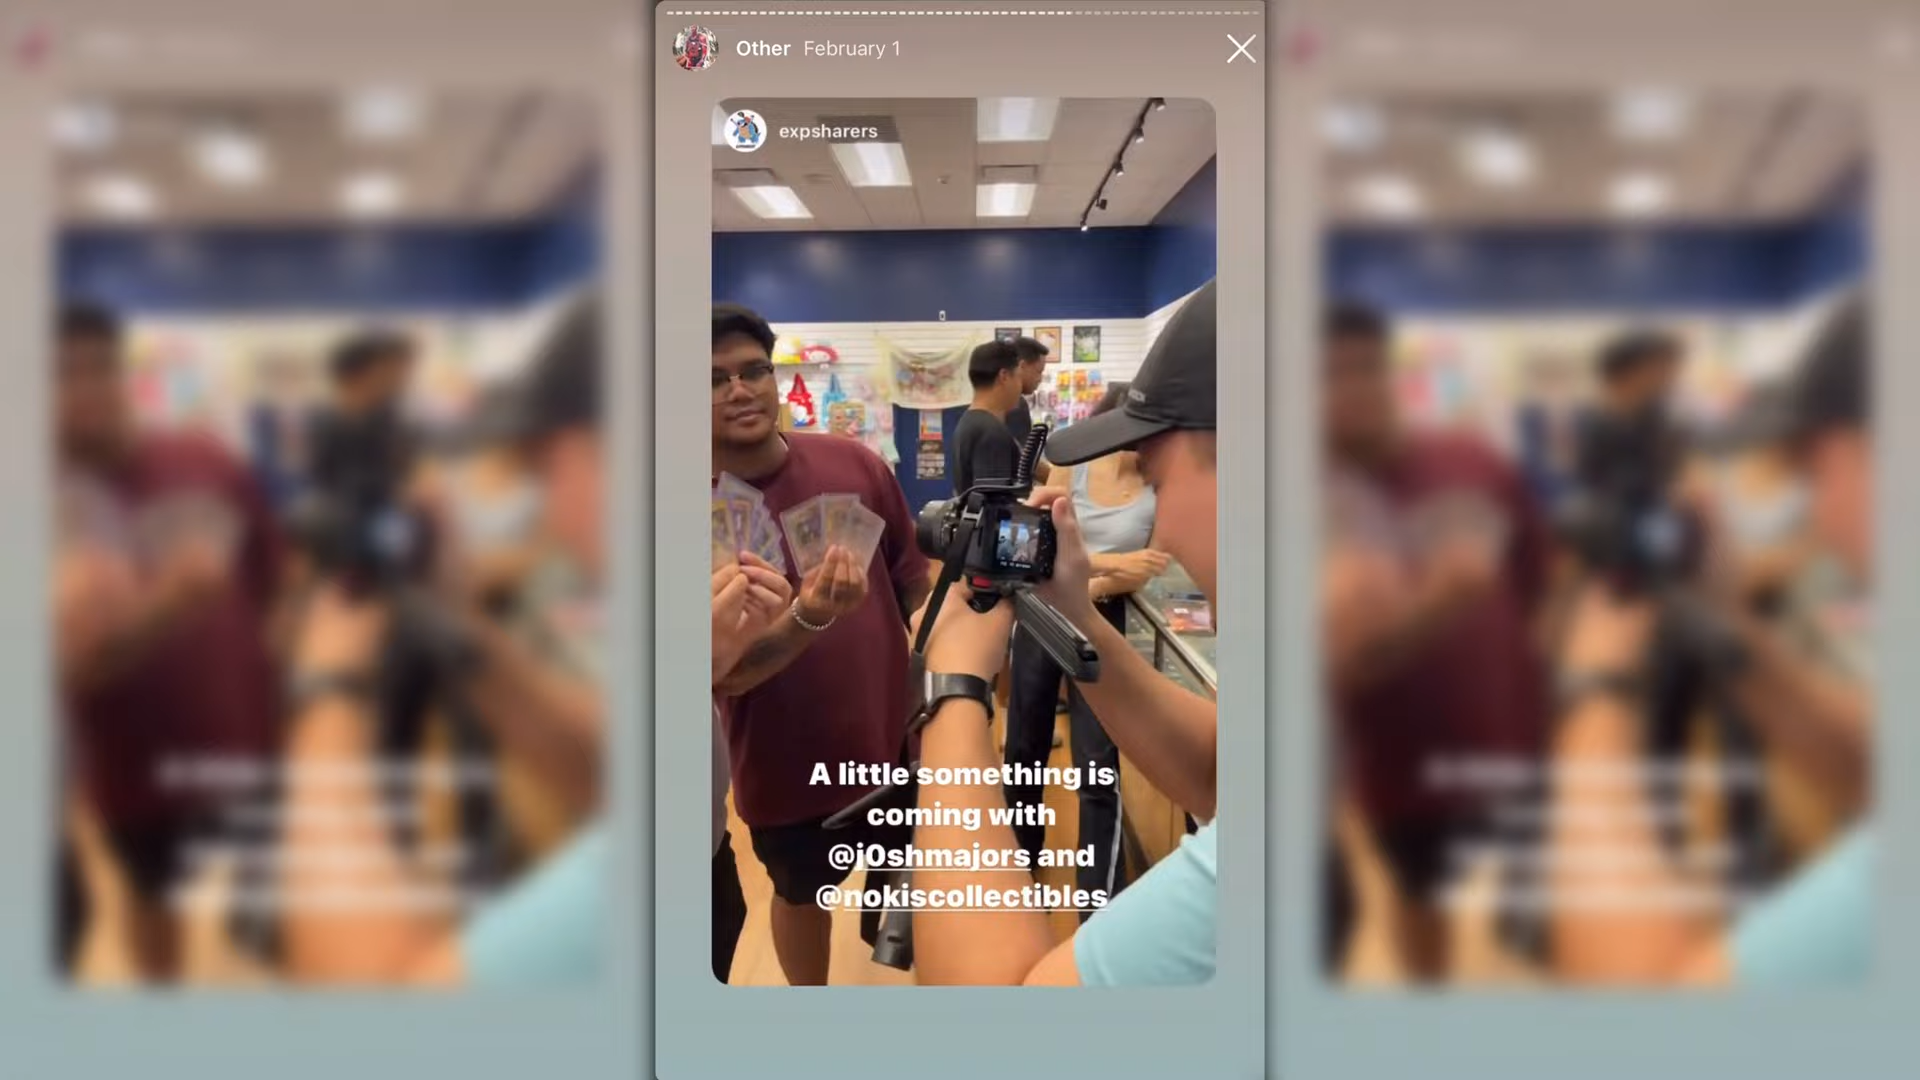 Other February 1
expsharers
A little something is
coming with
@j0shmajors and
@nokiscollectibles